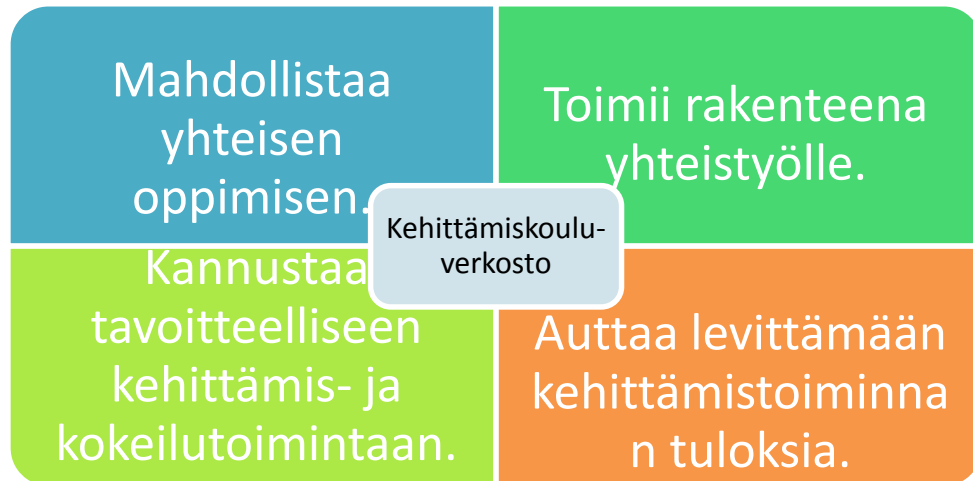 Mahdollistaa
yhteisen
oppimisen.
Toimii rakenteena
yhteistyölle.
Kehittämiskoulu-
verkosto
Kannustaa
tavoitteelliseen
kehittämis- ja
kokeilutoimintaan.
Auttaa levittämään
kehittämistoiminna
n tuloksia.